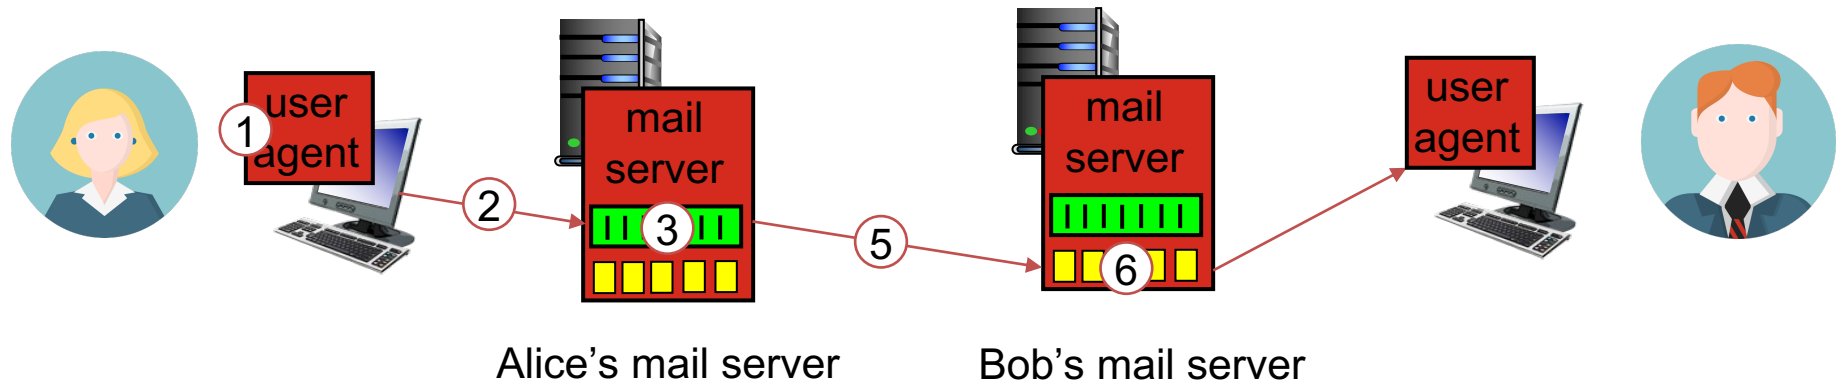 1
user
agent
2
mail
server
3
5
mail
server
6
user
agent
Alice’s mail server
Bob’s mail server